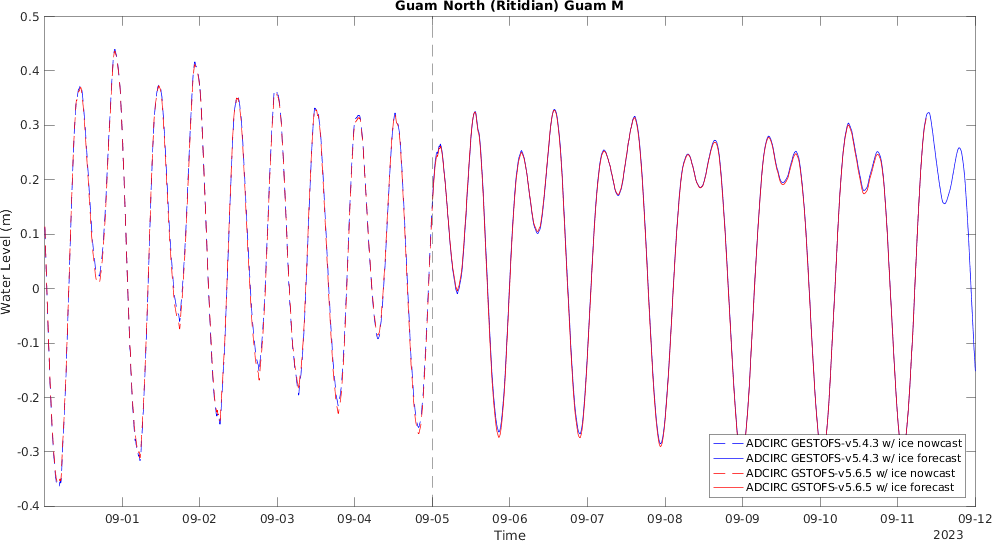 Guam North (Ritidian) Guam M
0.5
0.4
0.3
0.2
0.1
0
-0.1
-0.2
-0.3
-0.4
Water Level (m)
ADCIRC GESTOFS-v5.4.3 w/ ice nowcast
ADCIRC GESTOFS-v5.4.3 w/ ice forecast
ADCIRC GSTOFS-v5.6.5 w/ ice nowcast
ADCIRC GSTOFS-v5.6.5 w/ ice forecast
09-01 09-02 09-03 09-04 09-05 09-06 09-07 09-08 09-09 09-10 09-11 09-12
Time
2023